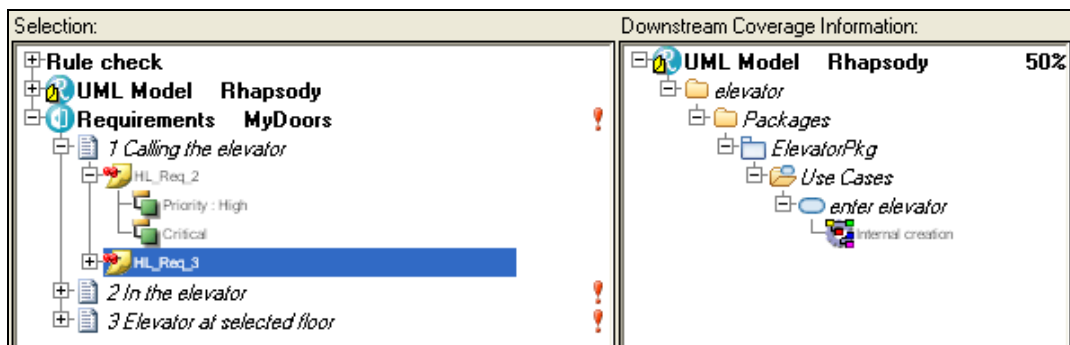 Selection:
Rule check
UML Model Rhapsody
Requirements MyDoors
1 Calling the elevator
HL_Req_2
Priority : High
Critical
HL_Req_3
2 In the elevator
3 Elevator at selected floor
Downstream Coverage Information:
UML Model Rhapsody 50%
elevator
Packages
ElevatorPkg
Use Cases
enter elevator
Internal creation